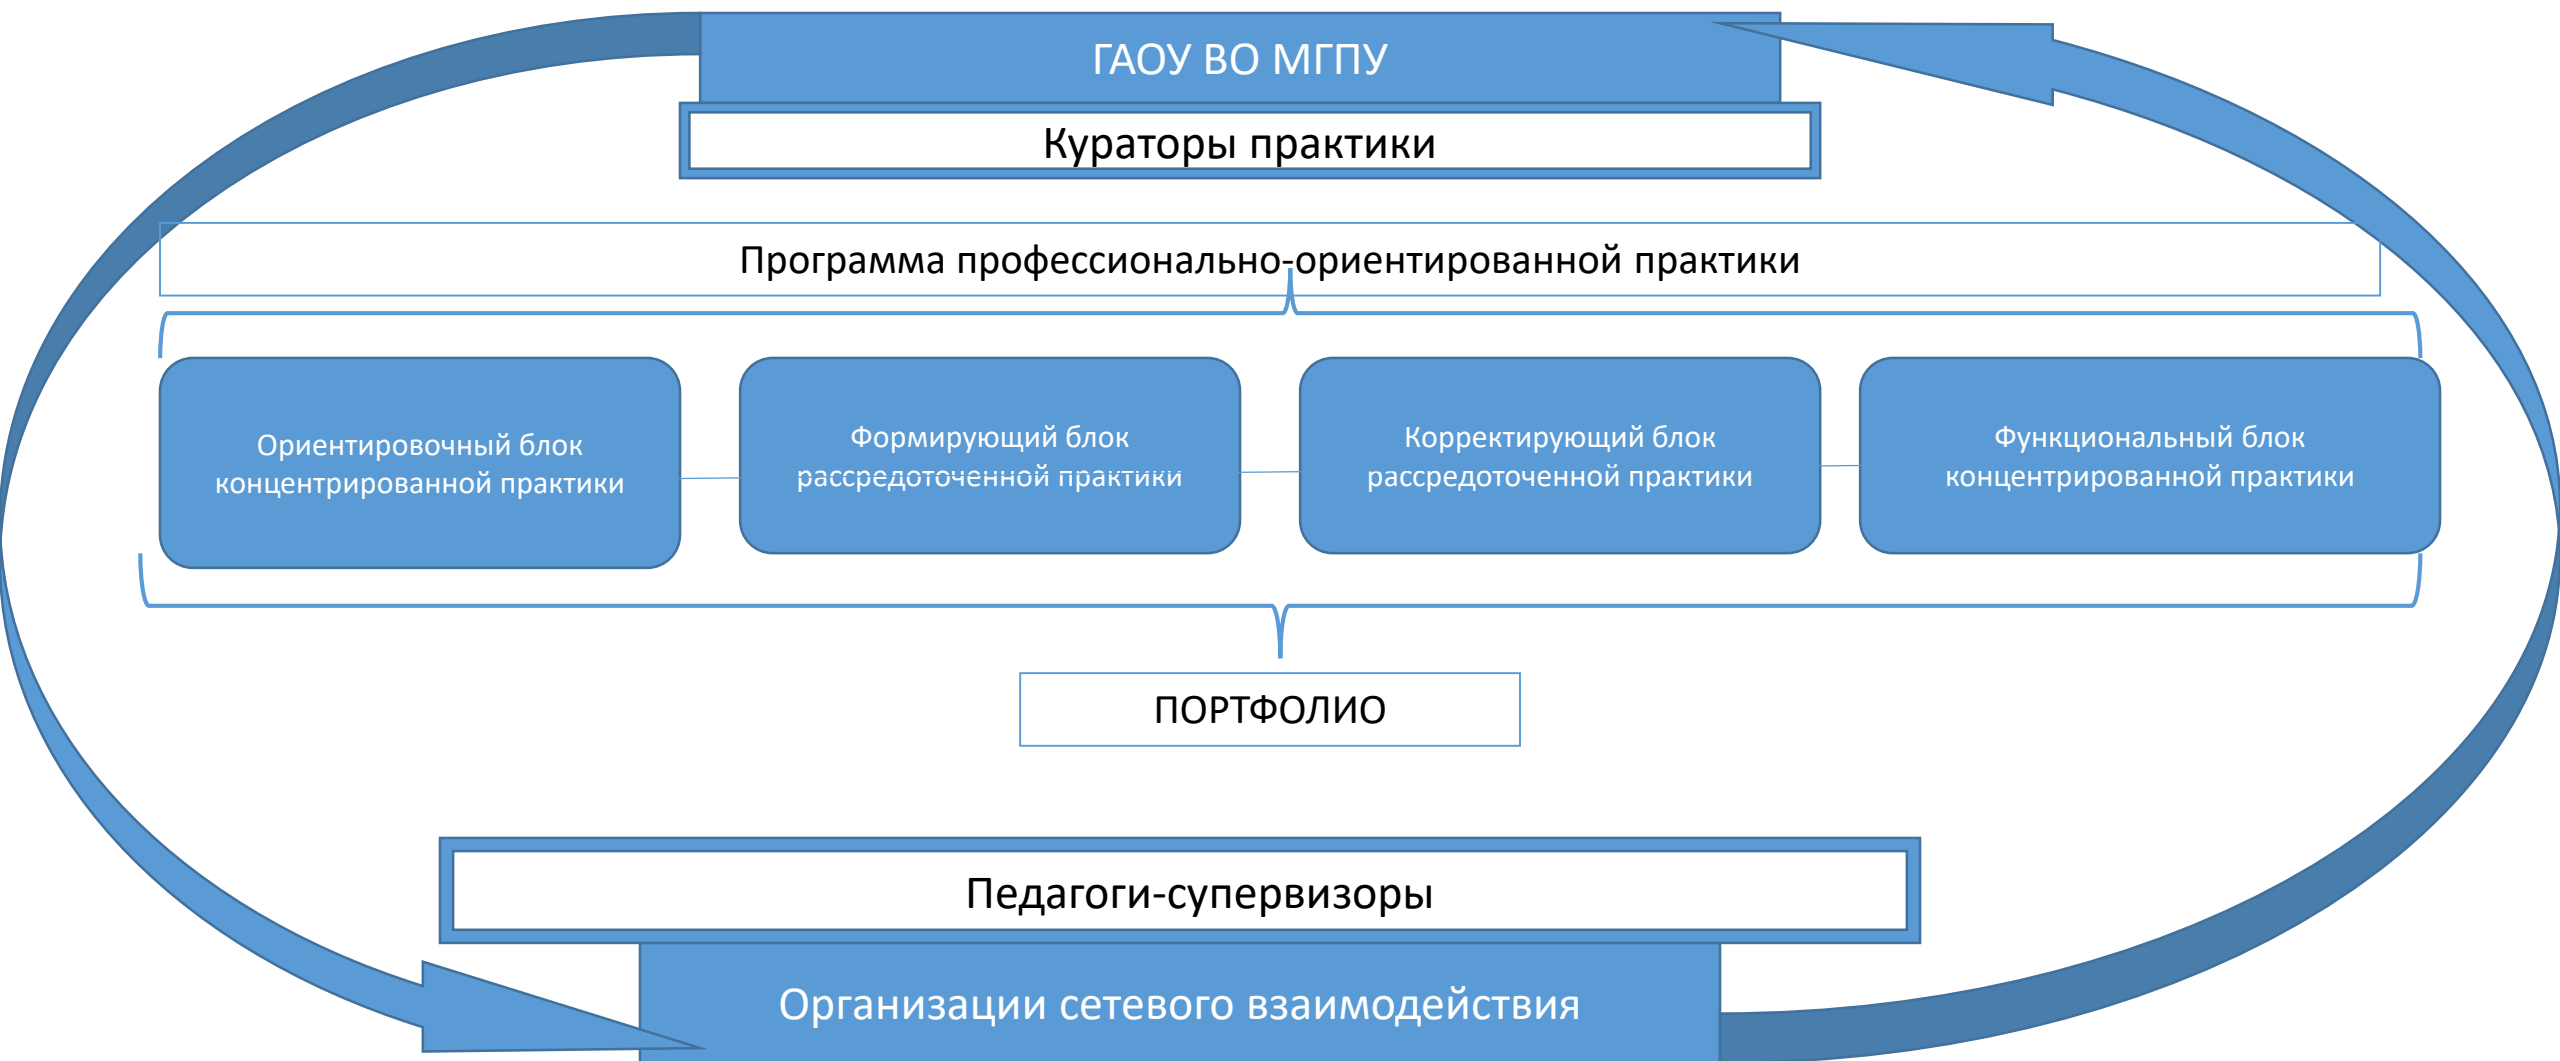 ГАОУ ВО МГПУ
Кураторы практики
Программа профессионально-ориентированной практики
Ориентировочный блок
концентрированной практики
Формирующий блок
рассредоточенной практики
Корректирующий блок
рассредоточенной практики
Функциональный блок
концентрированной практики
ПОРТФОЛИО
Педагоги-супервизоры
Организации сетевого взаимодействия